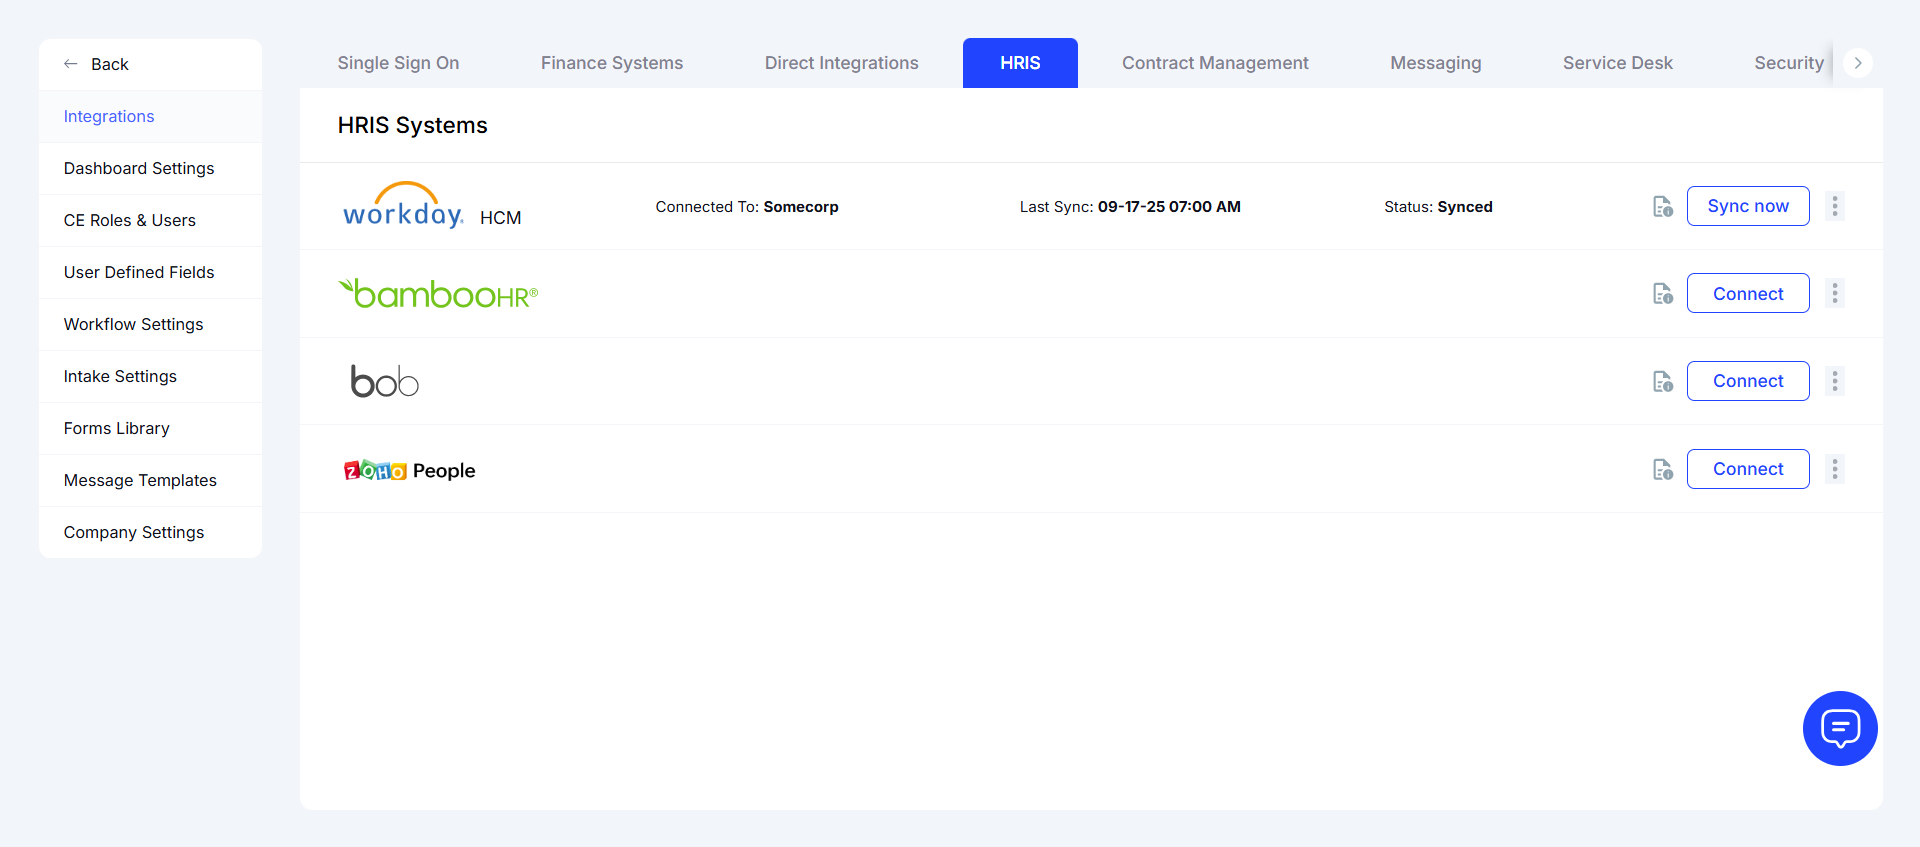 Back
Integrations
Dashboard Settings
CE Roles & Users
User Defined Fields
Workflow Settings
Intake Settings
Forms Library
Message Templates
Company Settings
Single Sign On Finance Systems Direct Integrations HRIS Contract Management Messaging Service Desk Security
HRIS Systems
workday. HCM Connected To: Somecorp Last Sync: 09-17-25 07:00 AM Status: Synced Sync now
bambooHR® Connect
bob Connect
ZOHO People Connect